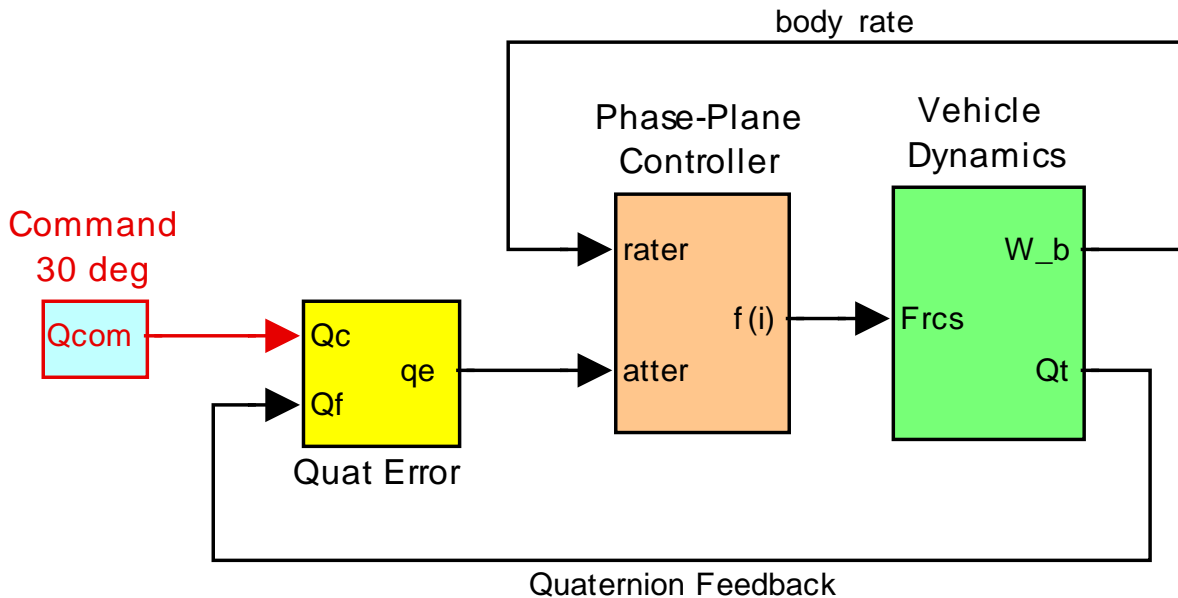 body rate
Phase-Plane
Controller
Vehicle
Dynamics
Command
30 deg
rater
W_b
Qcom
Qc
f(i)
Frcs
qe
atter
Qt
Qf
Quat Error
Quaternion Feedback